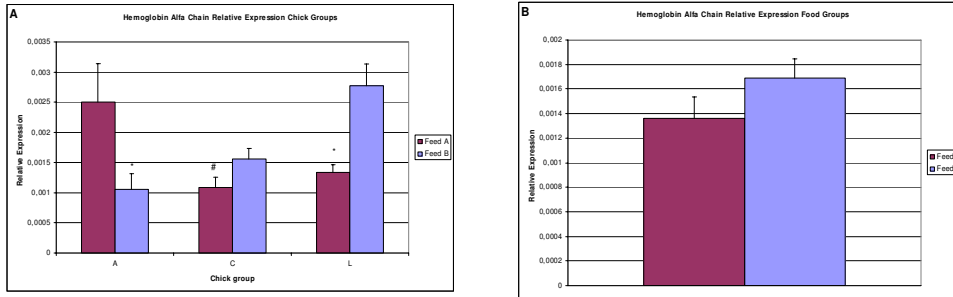 A
Hemoglobin Alfa Chain Relative Expression Chick Groups
0,0035
0,003
0,0025
0,002
0,0015
0,001
0,0005
0
Relative Expression
*
#
*
A
C
L
Chick group
Feed A
Feed B
B
Hemoglobin Alfa Chain Relative Expression Food Groups
0,002
0,0018
0,0016
0,0014
0,0012
0,001
0,0008
0,0006
0,0004
0,0002
0
Relative Expression
Feed
Feed